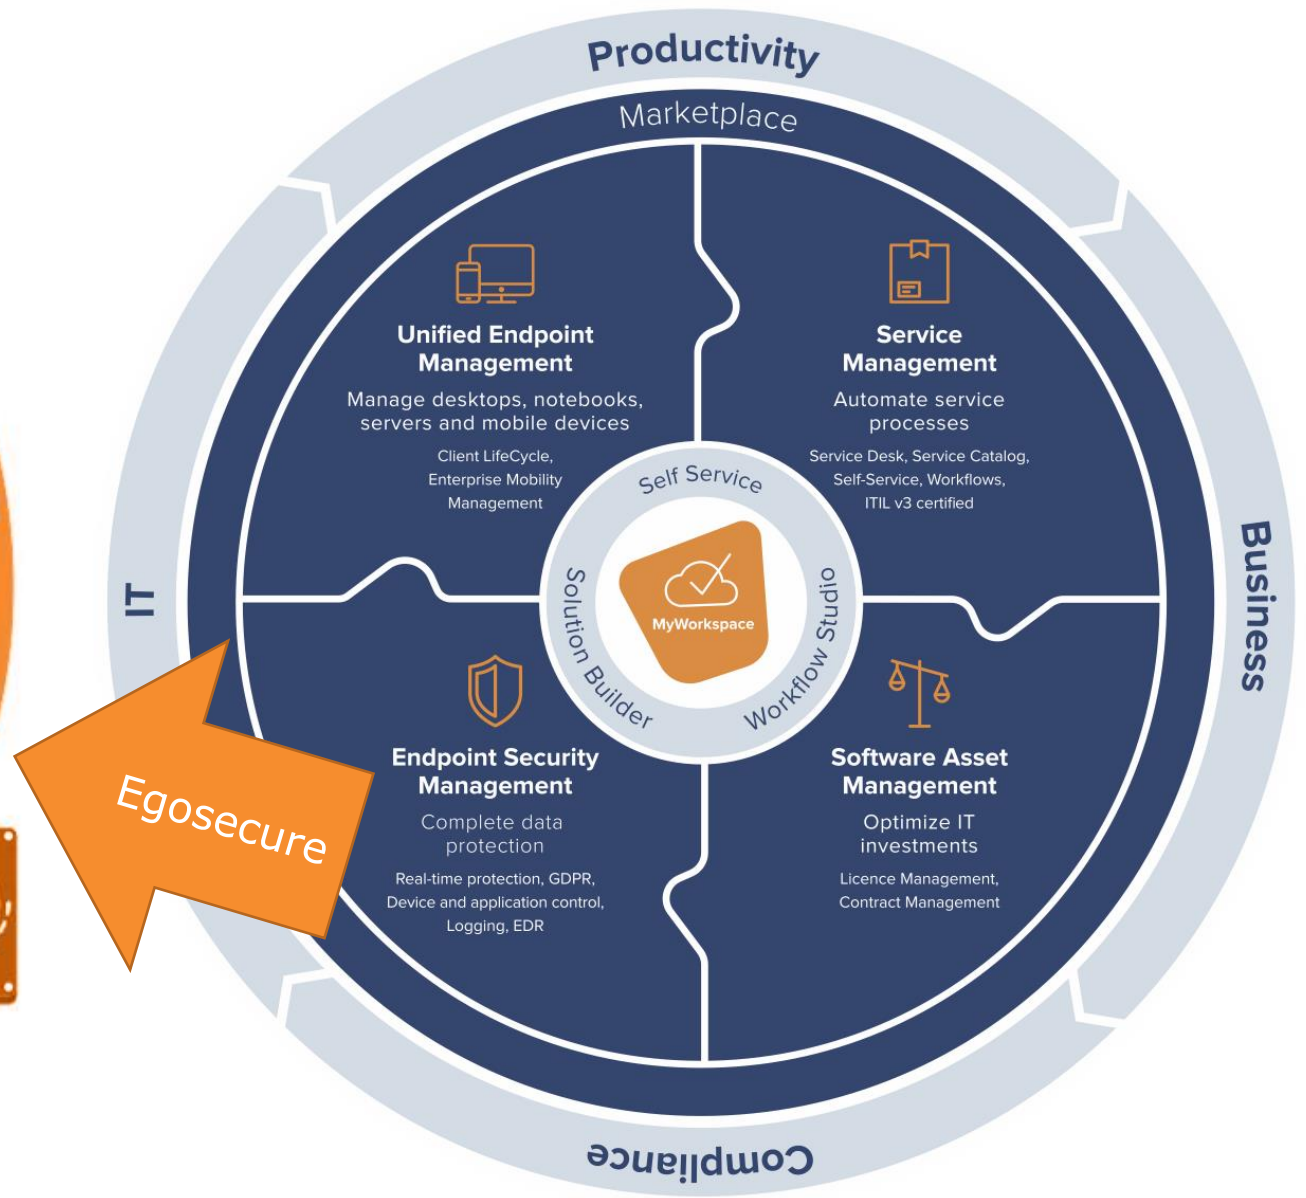 Productivity
Marketplace
Unified Endpoint
Management
Manage desktops, notebooks,
servers and mobile devices
Client LifeCycle,
Enterprise Mobility
Management
Service
Management
Automate service
processes
Service Desk, Service Catalog,
Self-Service, Workflows,
ITIL v3 certified
Self Service
Solution Builder
Workflow Studio
MyWorkspace
IT
Business
Egosecure
Endpoint Security
Management
Complete data
protection
Real-time protection, GDPR,
Device and application control,
Logging, EDR
Software Asset
Management
Optimize IT
investments
Licence Management,
Contract Management
Compliance